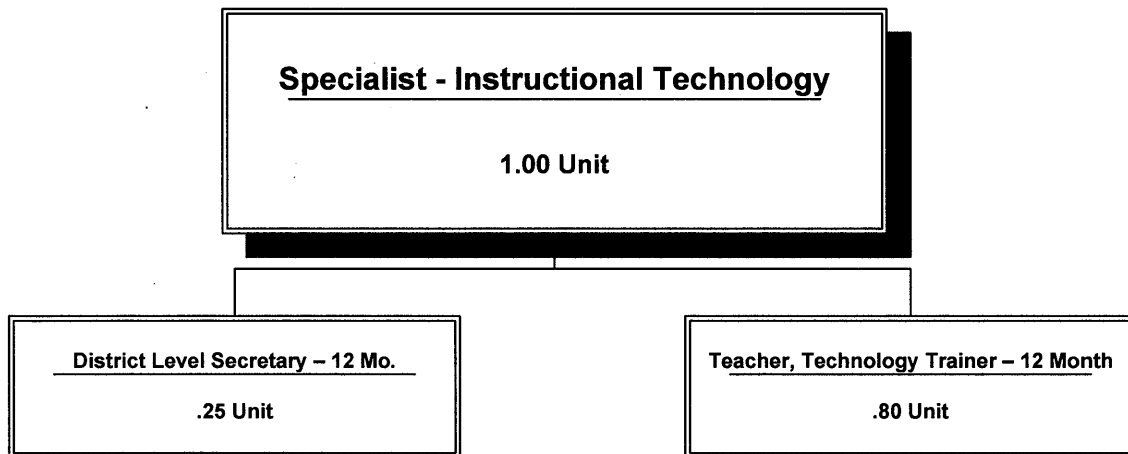 Specialist - Instructional Technology
1.00 Unit
District Level Secretary – 12 Mo.
.25 Unit
Teacher, Technology Trainer – 12 Month
.80 Unit